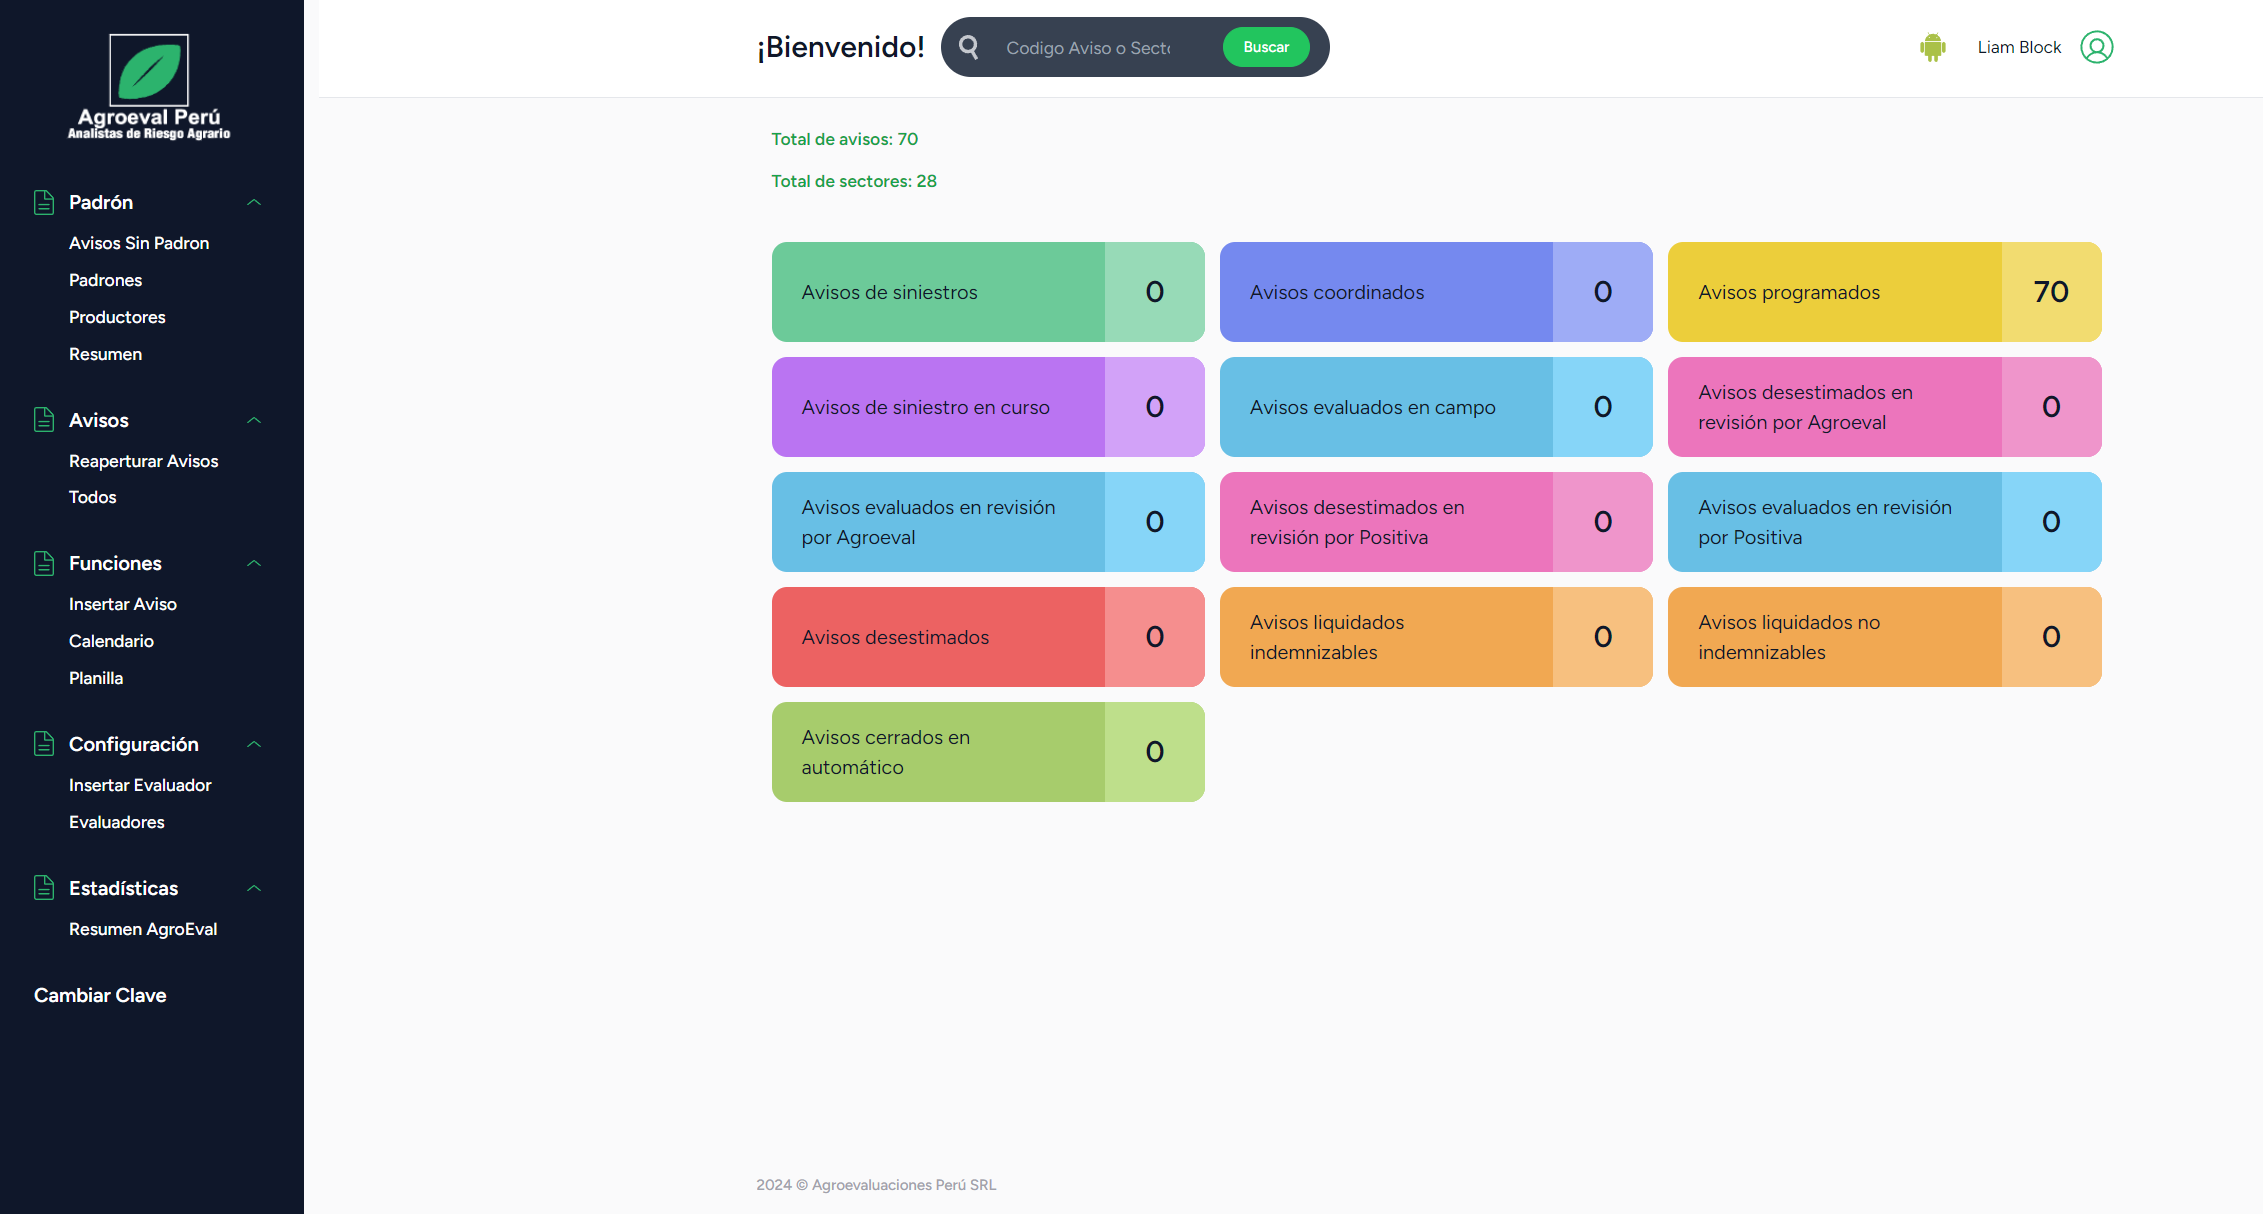 Agroeval Perú
Analistas de Riesgo Agrario
Padrón
Avisos Sin Padron
Padrones
Productores
Resumen
Avisos
Reaperturar Avisos
Todos
Funciones
Insertar Aviso
Calendario
Planilla
Configuración
Insertar Evaluador
Evaluadores
Estadísticas
Resumen AgroEval
Cambiar Clave
¡Bienvenido!
Codigo Aviso o Secto
Buscar
Liam Block
Total de avisos: 70
Total de sectores: 28
Avisos de siniestros
0
Avisos coordinados
0
Avisos programados
70
Avisos de siniestro en curso
0
Avisos evaluados en campo
0
Avisos desestimados en
revisión por Agroeval
0
Avisos evaluados en revisión
por Agroeval
0
Avisos desestimados en
revisión por Positiva
0
Avisos evaluados en revisión
por Positiva
0
Avisos desestimados
0
Avisos liquidados
indemnizables
0
Avisos liquidados no
indemnizables
0
Avisos cerrados en
automático
0
2024 © Agroevaluaciones Perú SRL